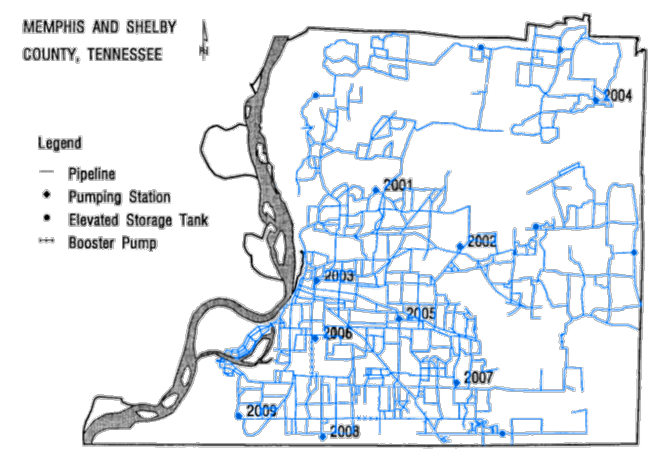 MEMPHIS AND SHELBY
COUNTY, TENNESSEE
N
Legend
Pipeline
Pumping Station
Elevated Storage Tank
Booster Pump
2004
2001
2002
2003
2005
2006
2007
2009
2008